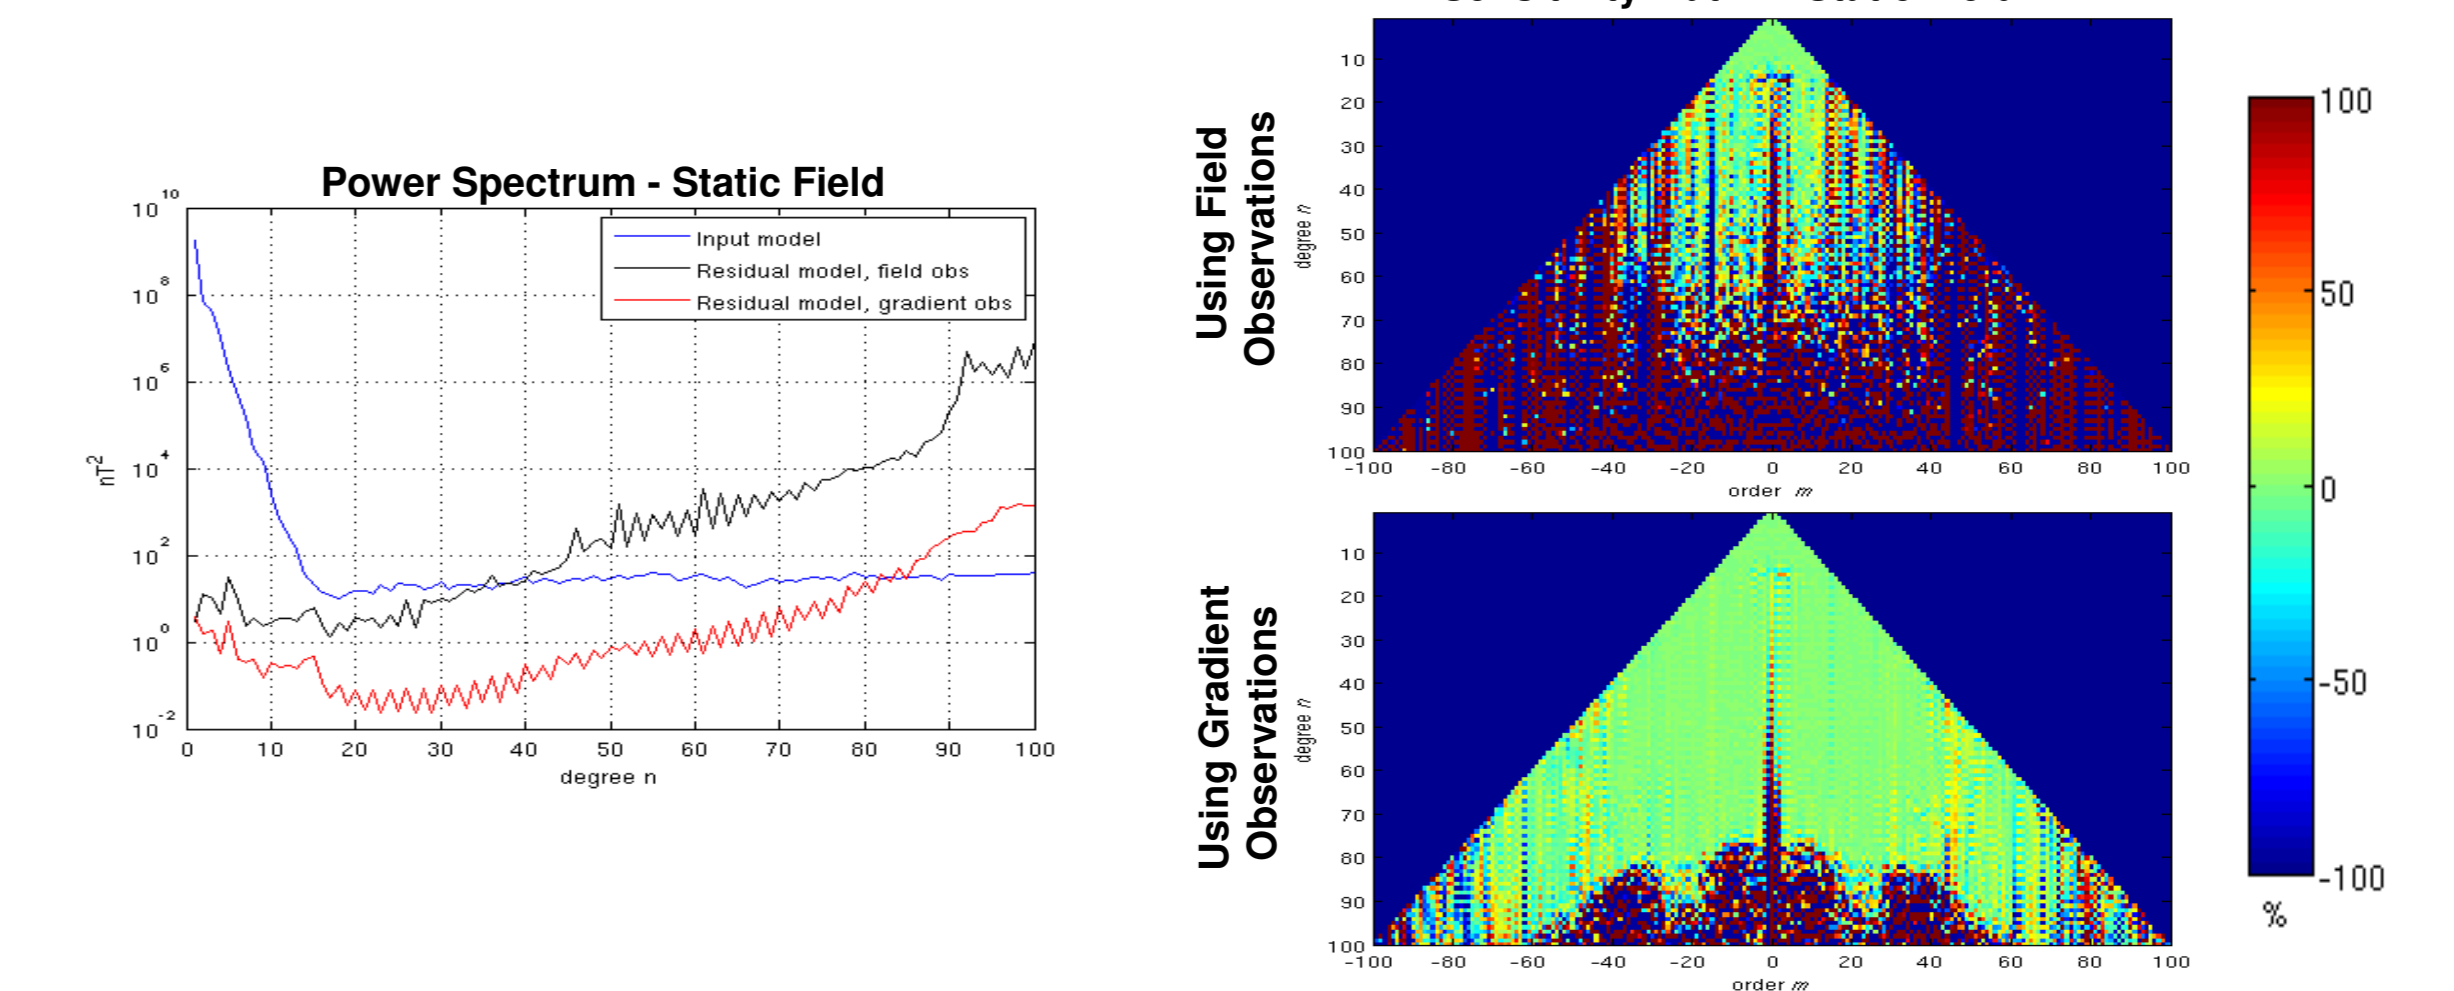 Power Spectrum - Static Field
10 10
10 8
10 6
10 4
10 2
10 0
10 -2
nT2
Input model
Residual model, field obs
Residual model, gradient obs
0 10 20 30 40 50 60 70 80 90 100
degree n
Using Field
Observations
degree n
10
20
30
40
50
60
70
80
90
100
-100 -80 -60 -40 -20 0 20 40 60 80 100
order m
Using Gradient
Observations
degree n
10
20
30
40
50
60
70
80
90
100
-100 -80 -60 -40 -20 0 20 40 60 80 100
order m
100
50
0
-50
-100
%